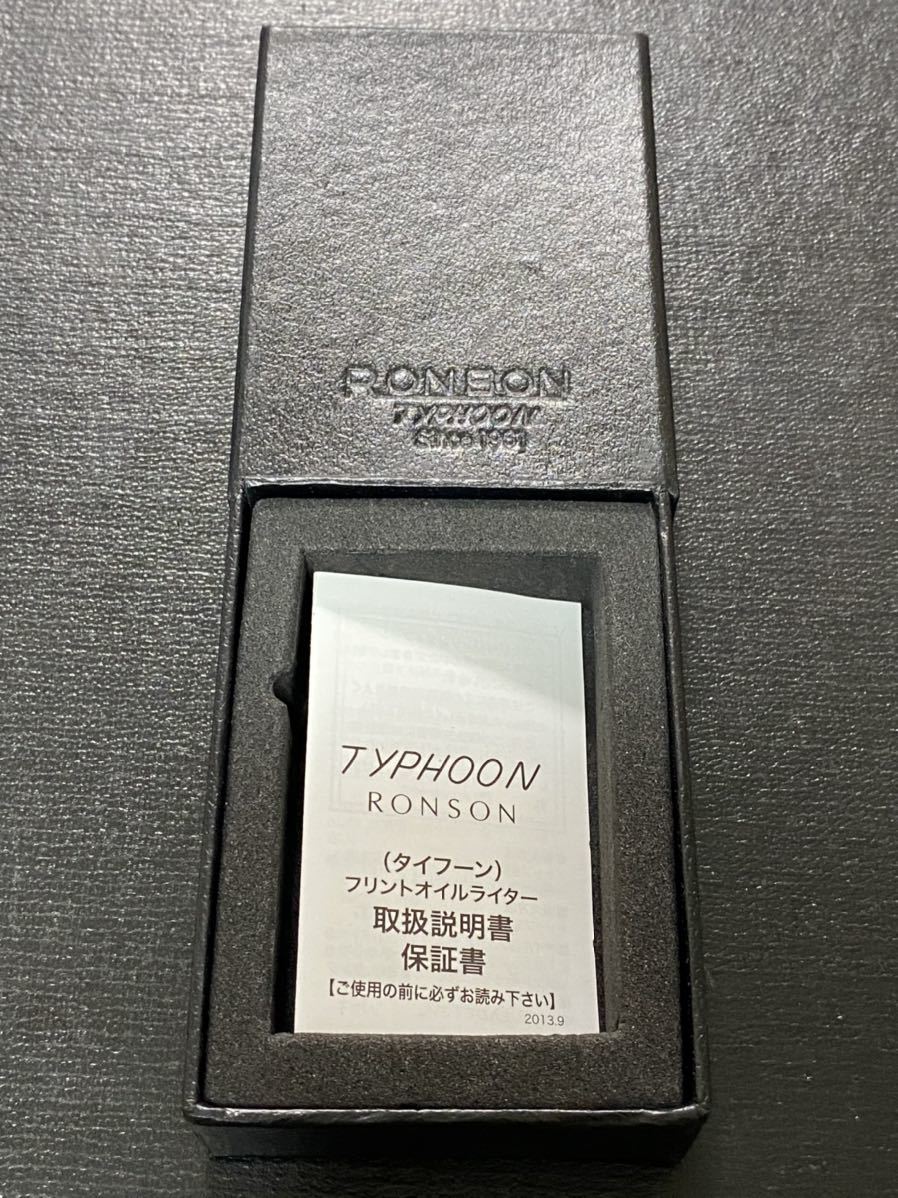 RONSON
TYPHOON
Since 1991
TYPHOON
RONSON
(タイフーン)
フリントオイルライター
取扱説明書
保証書
【ご使用の前に必ずお読み下さい】
2013.9